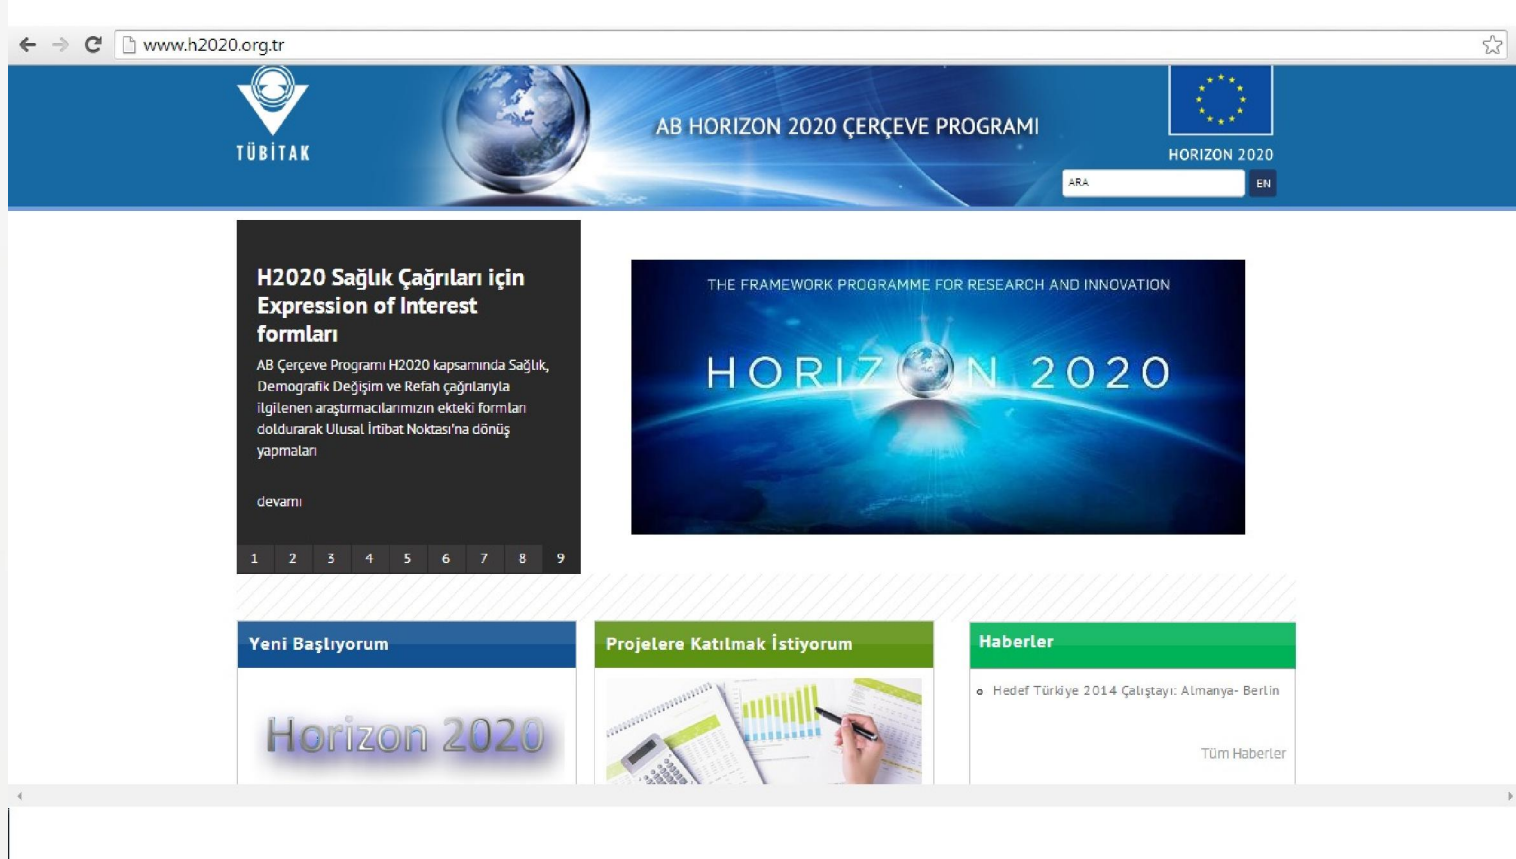 www.h2020.org.tr
TÜBİTAK
AB HORIZON 2020 ÇERÇEVE PROGRAMI
HORIZON 2020
ARA
EN
H2020 Sağlık Çağrıları için
Expression of Interest
formları
AB Çerçeve Programı H2020 kapsamında Sağlık,
Demografik Değişim ve Refah çağrılarıyla
ilgilenen araştırmacılarımızın ekteki formları
doldurarak Ulusal İrtibat Noktası'na dönüş
yapmaları
devamı
1 2 3 4 5 6 7 8 9
THE FRAMEWORK PROGRAMME FOR RESEARCH AND INNOVATION
HORIZON 2020
Yeni Başlıyorum
Horizon 2020
Projelere Katılmak İstiyorum
Haberler
Hedef Türkiye 2014 Çalıştayı: Almanya- Berlin
Tüm Haberler